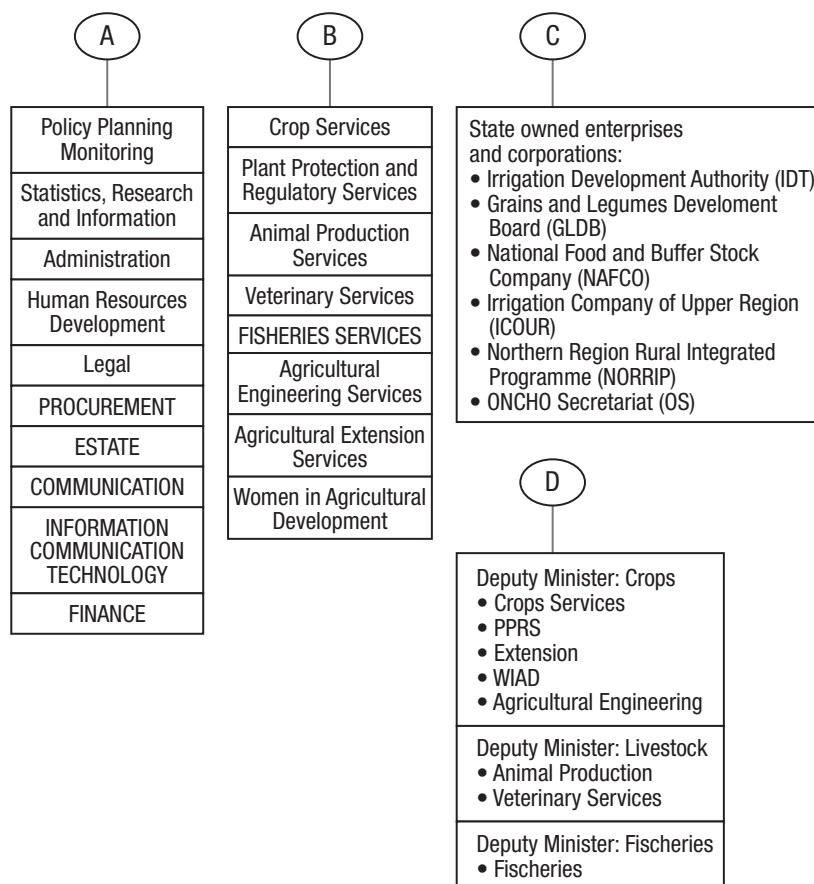 A
Policy Planning
Monitoring
Statistics, Research
and Information
Administration
Human Resources
Development
Legal
PROCUREMENT
ESTATE
COMMUNICATION
INFORMATION
COMMUNICATION
TECHNOLOGY
FINANCE
B
Crop Services
Plant Protection and
Regulatory Services
Animal Production
Services
Veterinary Services
FISHERIES SERVICES
Agricultural
Engineering Services
Agricultural Extension
Services
Women in Agricultural
Development
C
State owned enterprises
and corporations:
• Irrigation Development Authority (IDT)
• Grains and Legumes Develoment
Board (GLDB)
• National Food and Buffer Stock
Company (NAFCO)
• Irrigation Company of Upper Region
(ICOUR)
• Northern Region Rural Integrated
Programme (NORRIP)
• ONCHO Secretariat (OS)
D
Deputy Minister: Crops
• Crops Services
• PPRS
• Extension
• WIAD
• Agricultural Engineering
Deputy Minister: Livestock
• Animal Production
• Veterinary Services
Deputy Minister: Fischeries
• Fischeries